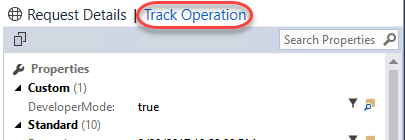 Request Details | Track Operation
Search Properties
Properties
Custom (1)
DeveloperMode: true
Standard (10)